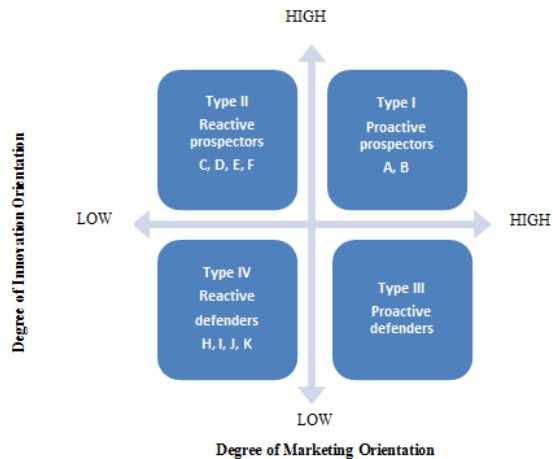 HIGH
Type II
Reactive
prospectors
C, D, E, F
Type I
Proactive
prospectors
A, B
Degree of Innovation Orientation
LOW
HIGH
Type IV
Reactive
defenders
H, I, J, K
Type III
Proactive
defenders
LOW
Degree of Marketing Orientation